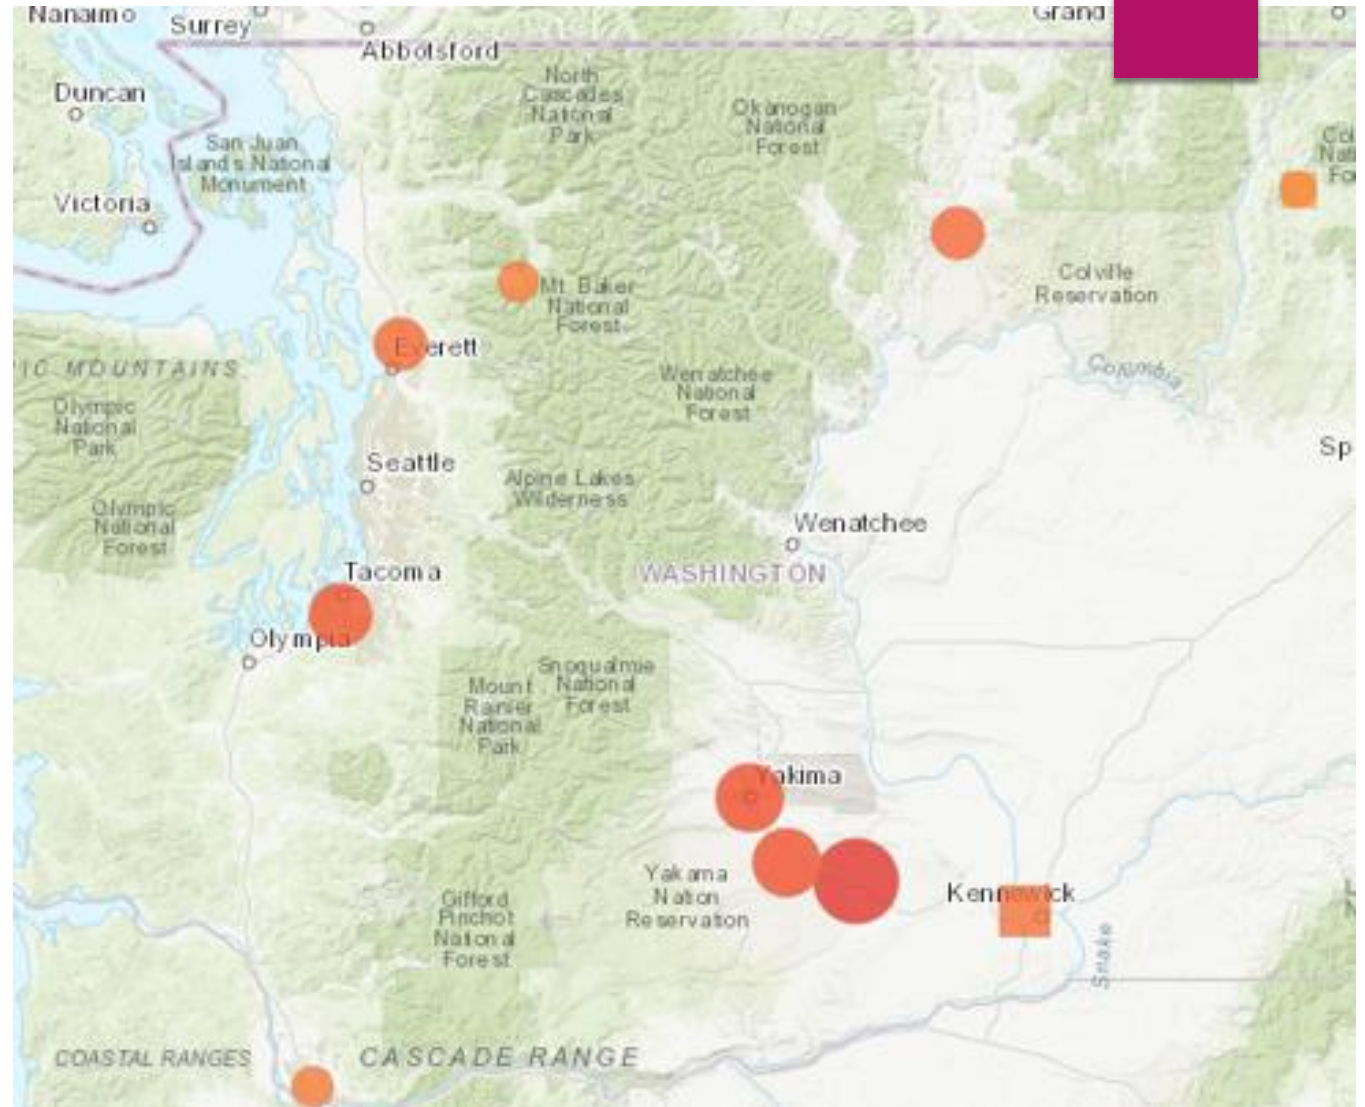 Nanaimo
Surrey
Grand
Abbotsford
North
Cascades
National
Park
Duncan
Okanogan
National
Forest
San Juan
Islands National
Monument
Col
Nati
Fo
Victoria
Colville
Reservation
Mt. Baker
National
Forest
Everett
IC MOUNTAINS
Columbia
Wenatchee
National
Forest
Olympic
National
Park
Sp
Seattle
Alpine Lakes
Wilderness
Olympic
National
Forest
Wenatchee
Tacoma
WASHINGTON
Olympia
Snoqualmie
National
Forest
Mount
Rainier
National
Park
Yakima
Yakama
Nation
Reservation
Kennewick
Gifford
Pinchot
National
Forest
Snake
COASTAL RANGES
CASCADE RANGE